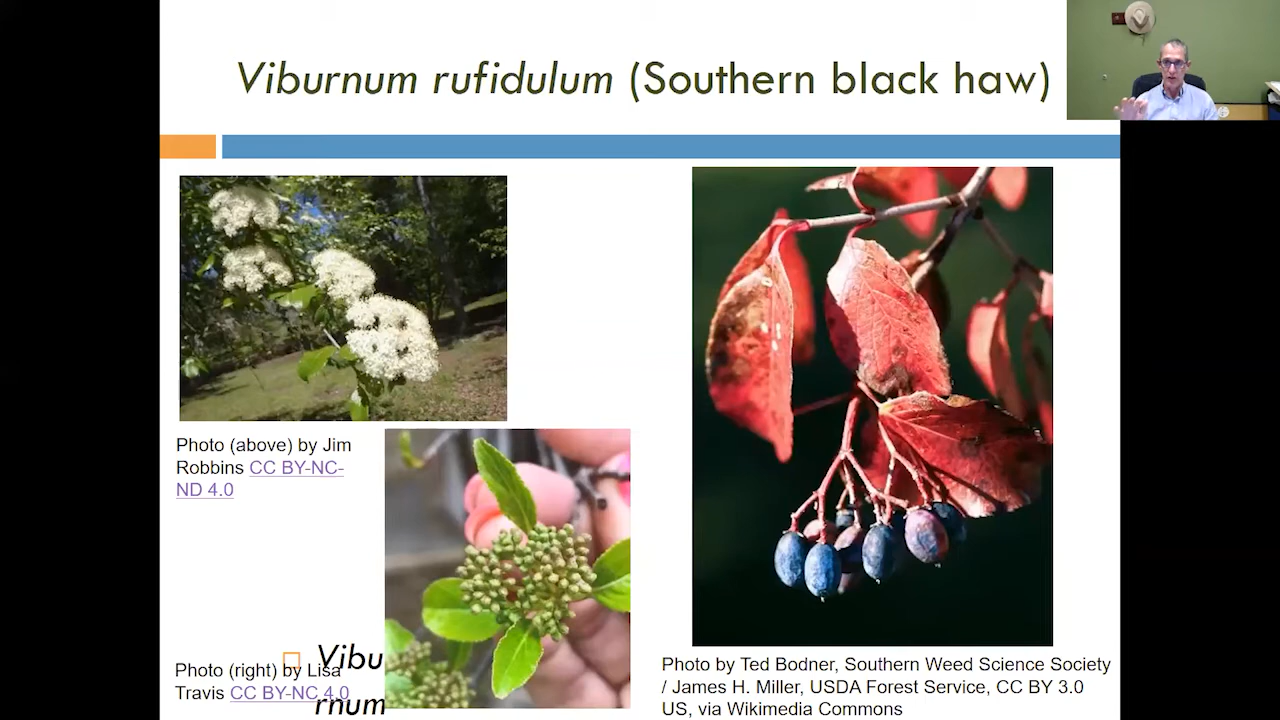 Viburnum rufidulum (Southern black haw)
Photo (above) by Jim
Robbins CC BY-NC-
ND 4.0
Photo (right) by Lisa
Travis CC BY-NC 4.0
Vibu
rnum
Photo by Ted Bodner, Southern Weed Science Society
/ James H. Miller, USDA Forest Service, CC BY 3.0
US, via Wikimedia Commons